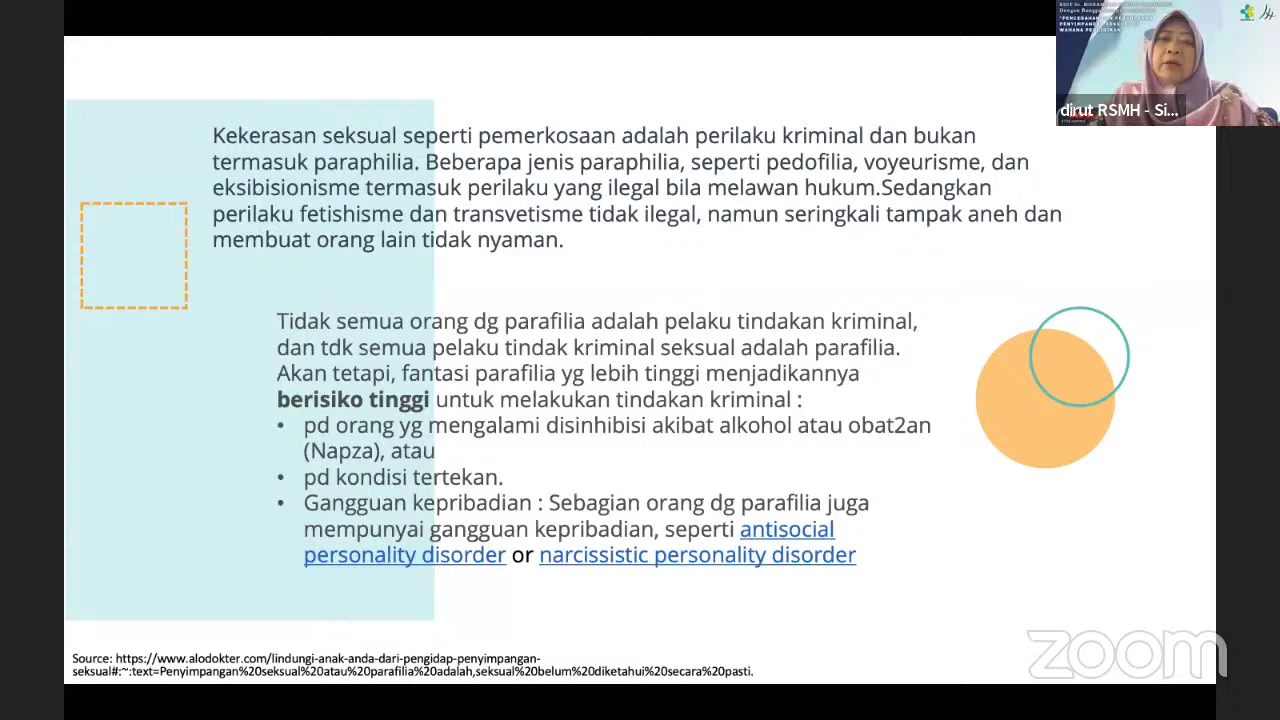 Kekerasan seksual seperti pemerkosaan adalah perilaku kriminal dan bukan
termasuk paraphilia. Beberapa jenis paraphilia, seperti pedofilia, voyeurisme, dan
eksibisionisme termasuk perilaku yang ilegal bila melawan hukum.Sedangkan
perilaku fetishisme dan transvetisme tidak ilegal, namun seringkali tampak aneh dan
membuat orang lain tidak nyaman.
Tidak semua orang dg parafilia adalah pelaku tindakan kriminal,
dan tdk semua pelaku tindak kriminal seksual adalah parafilia.
Akan tetapi, fantasi parafilia yg lebih tinggi menjadikannya
berisiko tinggi untuk melakukan tindakan kriminal :
• pd orang yg mengalami disinhibisi akibat alkohol atau obat2an
(Napza), atau
• pd kondisi tertekan.
• Gangguan kepribadian : Sebagian orang dg parafilia juga
mempunyai gangguan kepribadian, seperti antisocial
personality disorder or narcissistic personality disorder
Source: https://www.alodokter.com/lindungi-anak-anda-dari-pengidap-penyimpangan-
seksual#:~:text=Penyimpangan%20seksual%20atau%20parafilia%20adalah,seksual%20belum%20diketahui%20secara%20pasti.
RSUP Dr. MOHAMMAD
WAHANA PENDIDIKAN
dirut RSMH - Si...
zoom